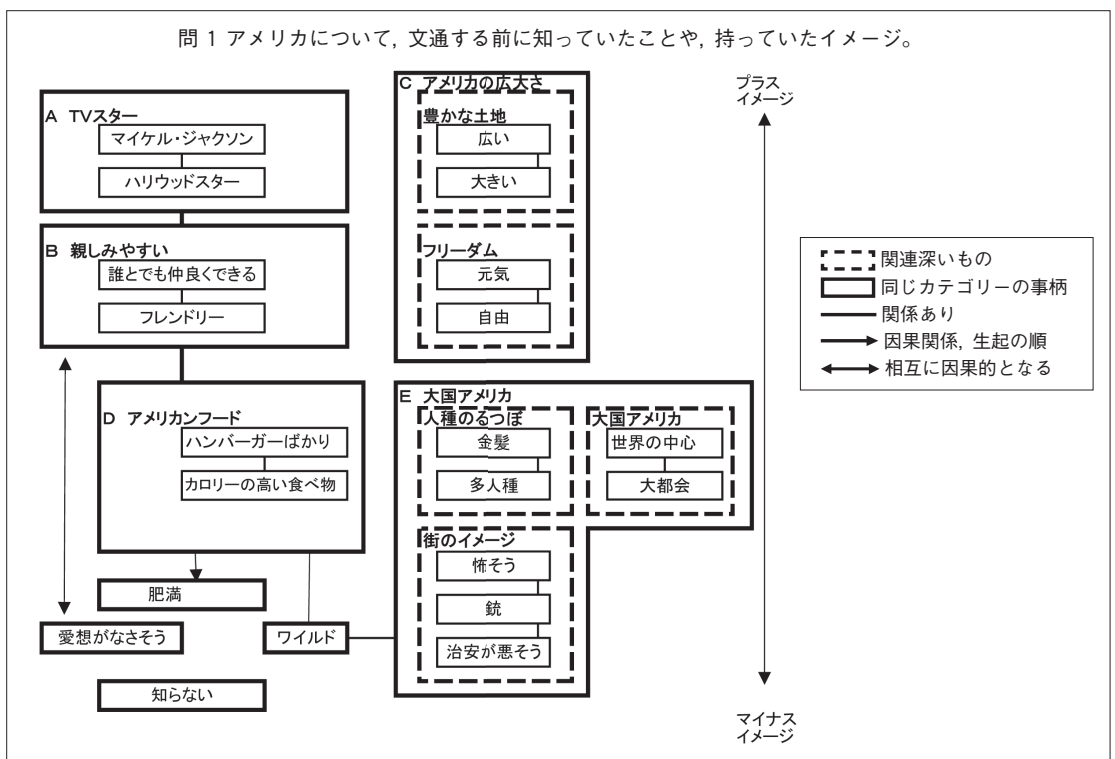 問 1 アメリカについて, 文通する前に知っていたことや, 持っていたイメージ。
A TVスター
マイケル・ジャクソン
ハリウッドスター
B 親しみやすい
誰とでも仲良くできる
フレンドリー
D アメリカンフード
ハンバーガーばかり
カロリーの高い食べ物
肥満
愛想がなさそう
ワイルド
知らない
C アメリカの広大さ
豊かな土地
広い
大きい
フリーダム
元気
自由
E 大国アメリカ
人種のるつぼ
金髪
多人種
大国アメリカ
世界の中心
大都会
街のイメージ
怖そう
銃
治安が悪そう
プラス
イメージ
マイナス
イメージ
関連深いもの
同じカテゴリーの事柄
関係あり
因果関係, 生起の順
相互に因果的となる